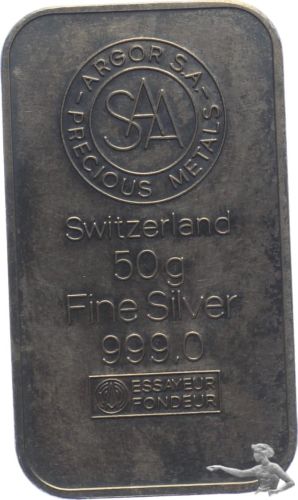 ARGOR S.A.
SAA
PRECIOUS METALS
Switzerland
50g
Fine Silver
999,0
ESSAYEUR
FONDEUR